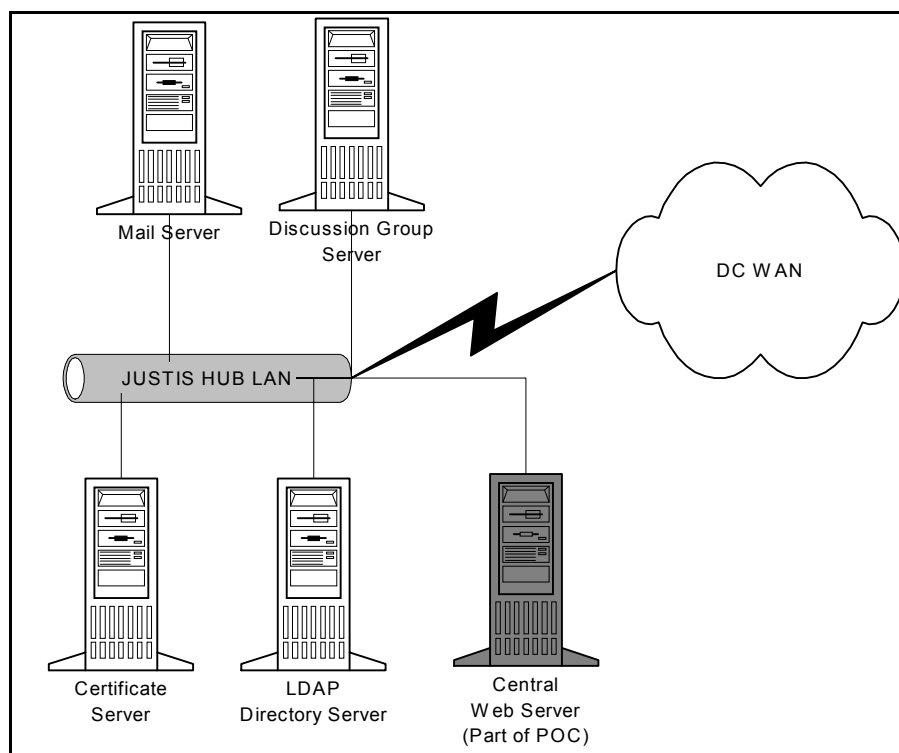 Mail Server
Discussion Group
Server
DC WAN
JUSTIS HUB LAN
Certificate
Server
LDAP
Directory Server
Central
Web Server
(Part of POC)